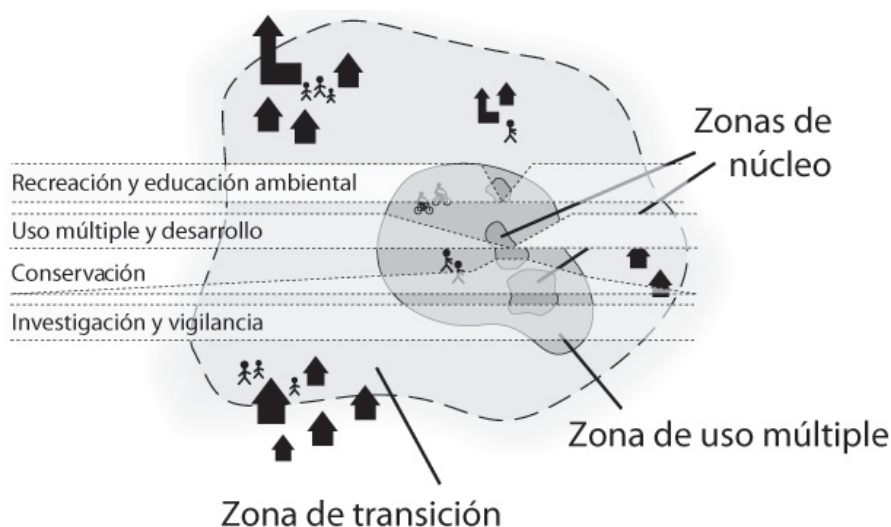 Zonas de
núcleo
Recreación y educación ambiental
Uso múltiple y desarrollo
Conservación
Investigación y vigilancia
Zona de uso múltiple
Zona de transición